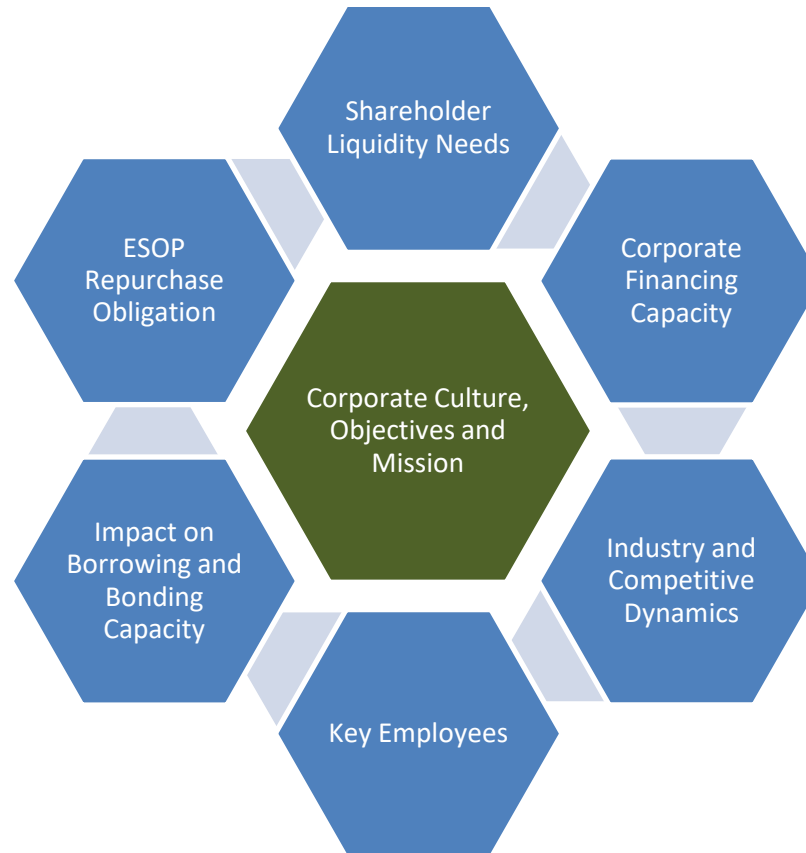 Shareholder
Liquidity Needs
Corporate
Financing
Capacity
Industry and
Competitive
Dynamics
Key Employees
Impact on
Borrowing and
Bonding
Capacity
ESOP
Repurchase
Obligation
Corporate Culture,
Objectives and
Mission